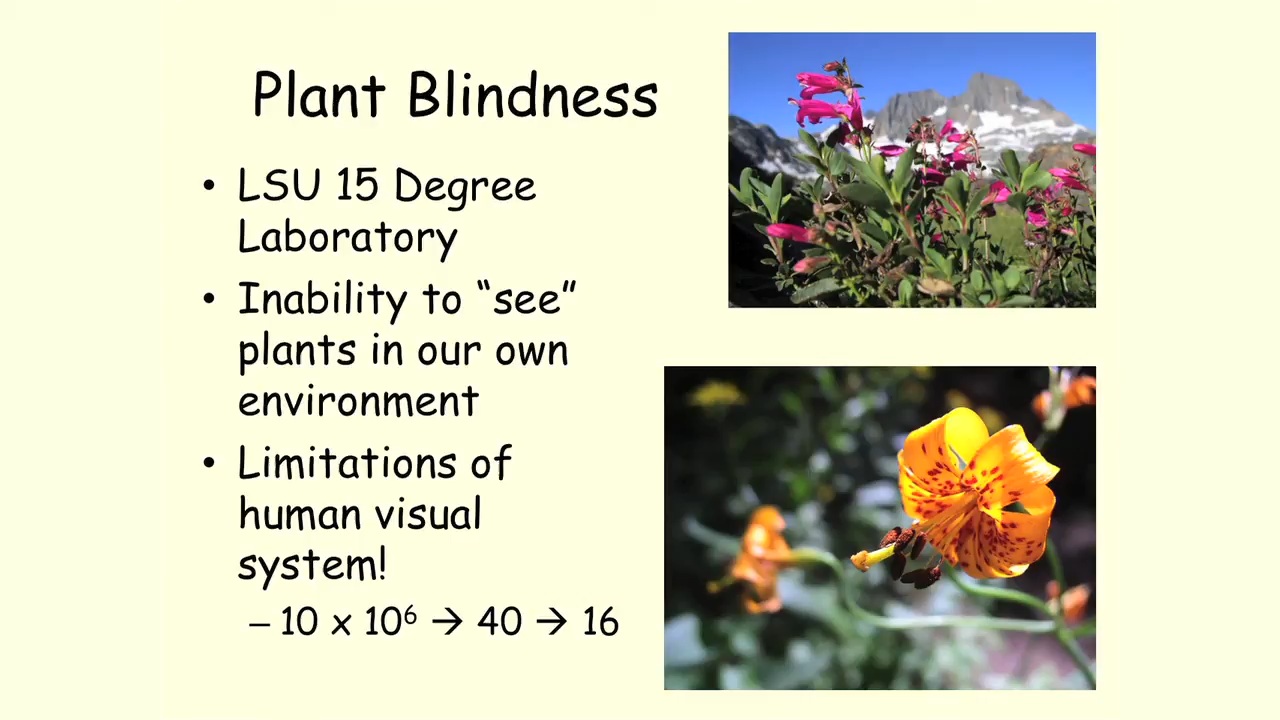 Plant Blindness
• LSU 15 Degree
Laboratory
• Inability to “see”
plants in our own
environment
• Limitations of
human visual
system!
– 10 x 10⁶ → 40 → 16